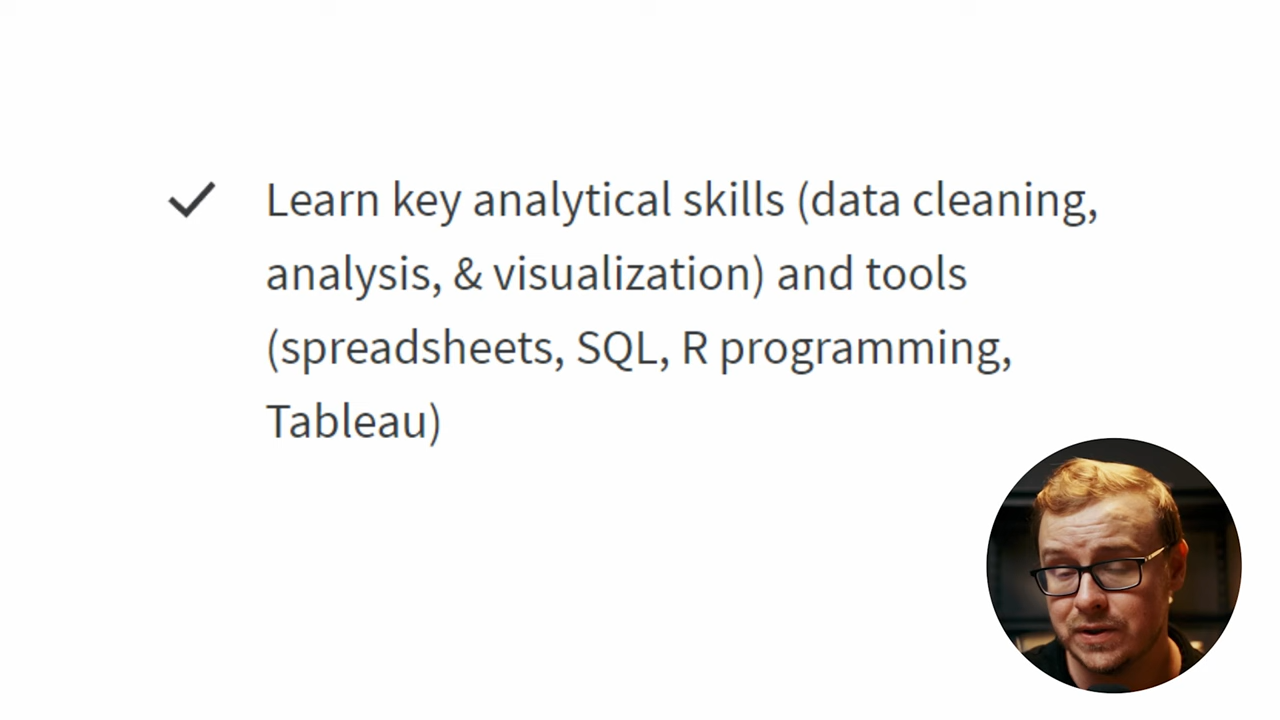 Learn key analytical skills (data cleaning,
analysis, & visualization) and tools
(spreadsheets, SQL, R programming,
Tableau)